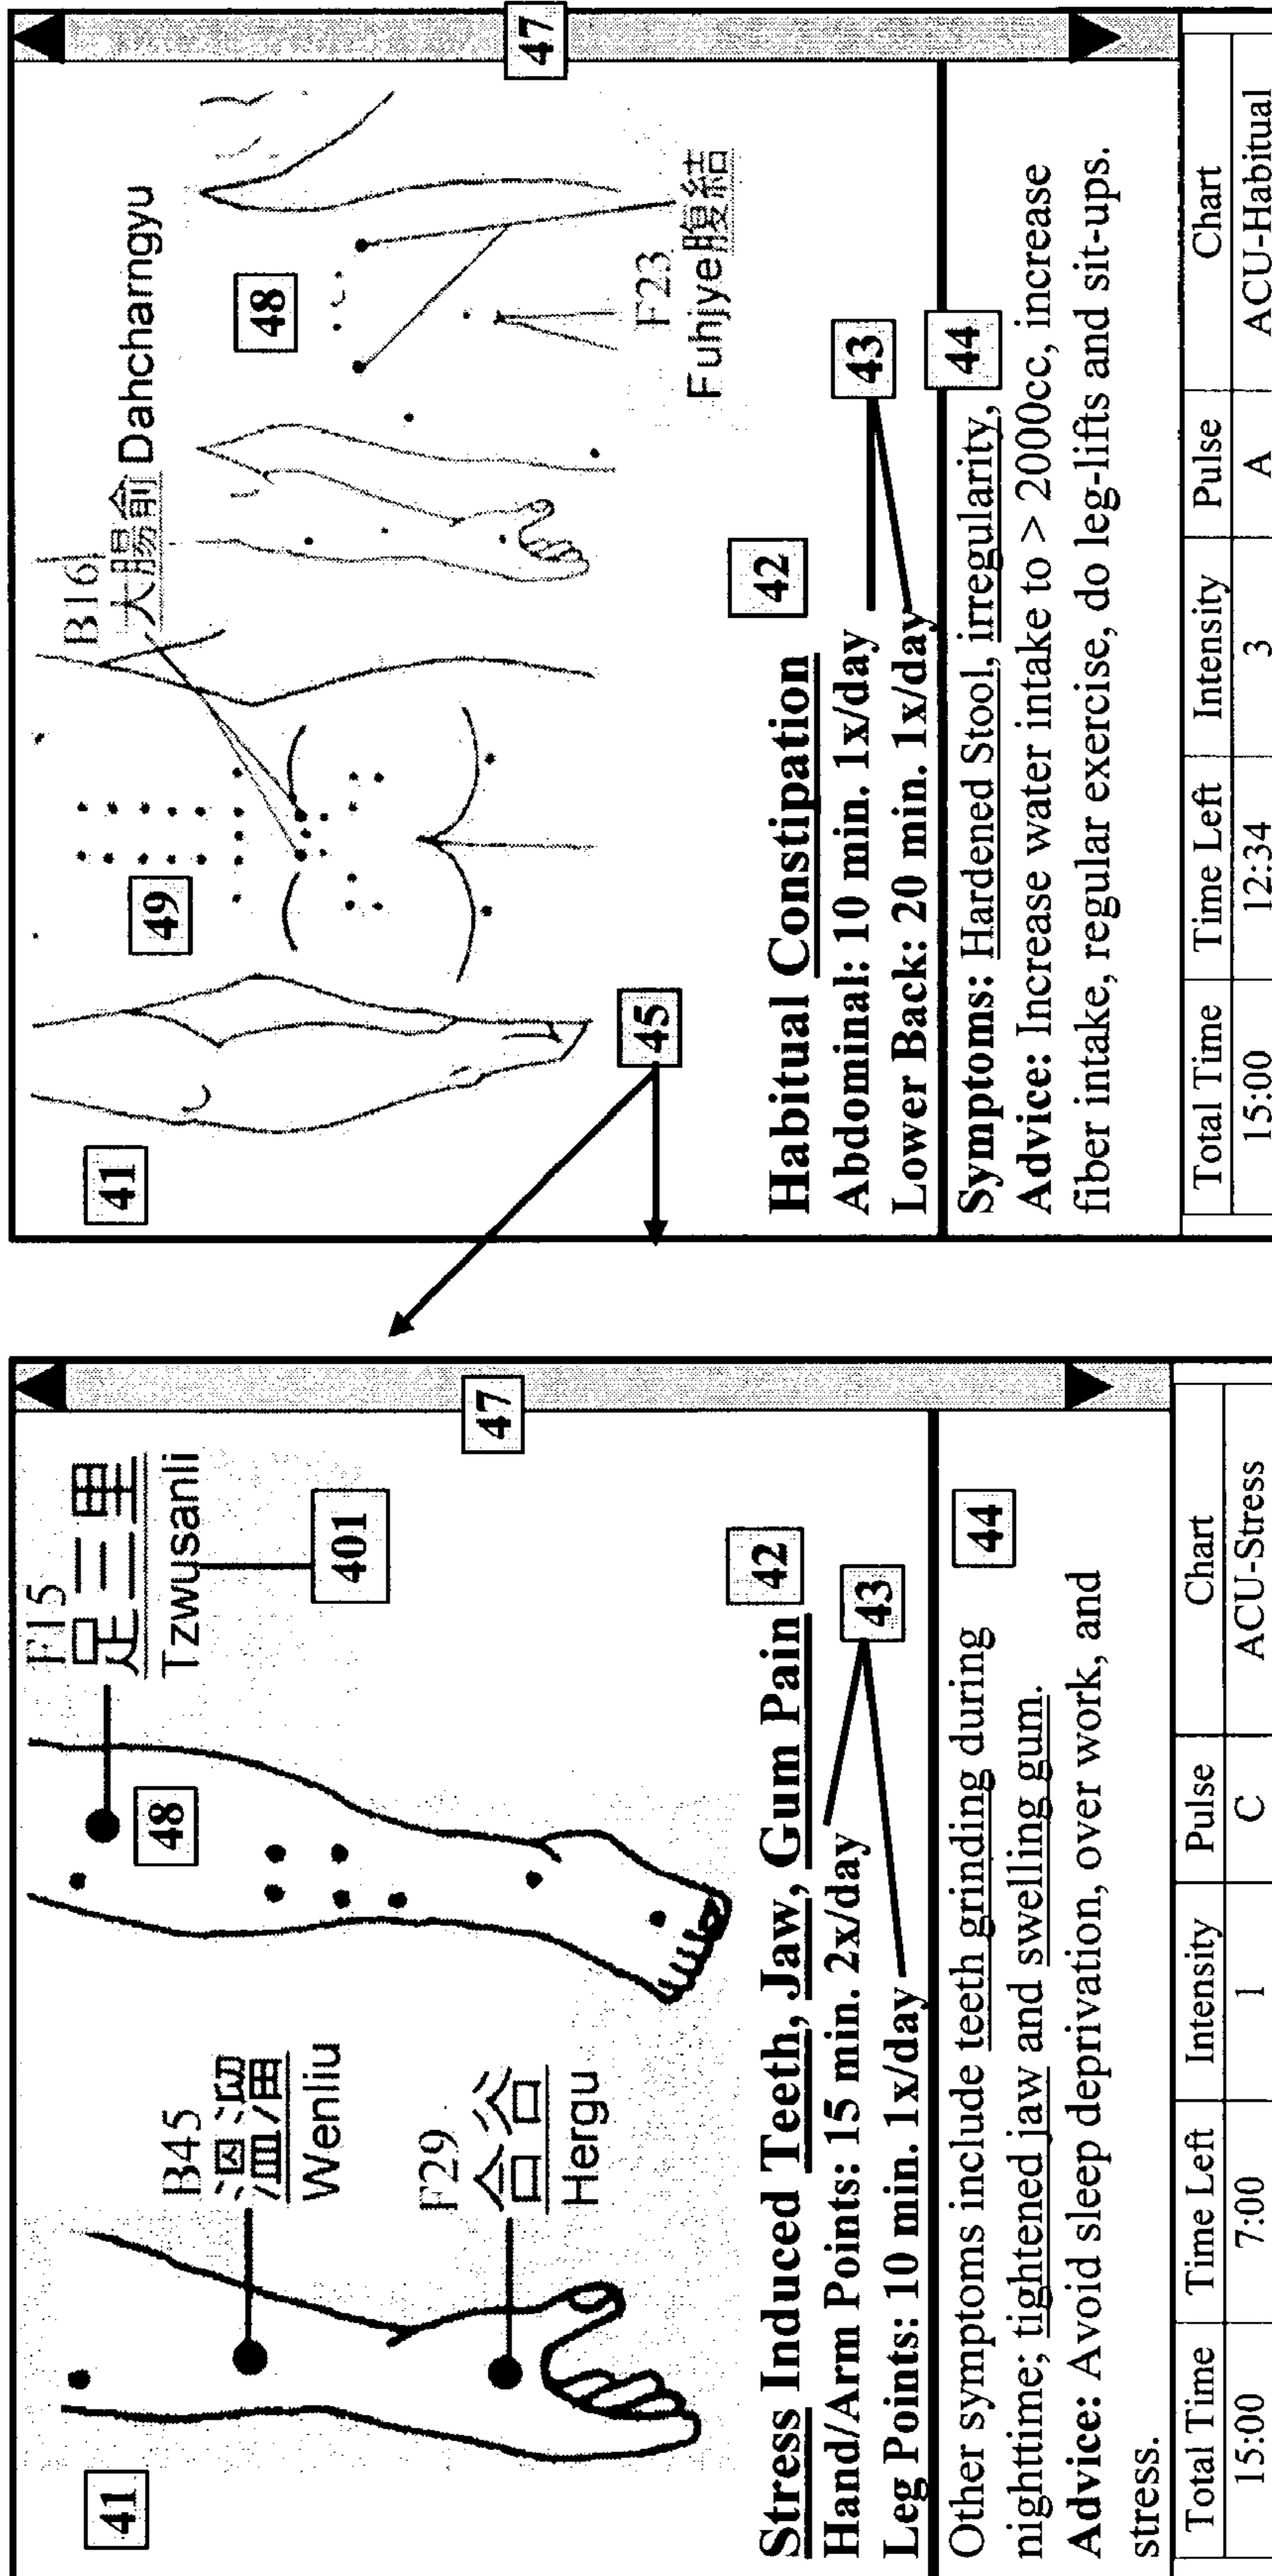 41
B45
溫溜
Wenliu
F29
合谷
Hergu
48
F15
足三里
Tzwusanli
401
47
Stress Induced Teeth, Jaw, Gum Pain
42
Hand/Arm Points: 15 min. 2x/day
Leg Points: 10 min. 1x/day
43
Other symptoms include teeth grinding during
44
nighttime; tightened jaw and swelling gum.
Advice: Avoid sleep deprivation, over work, and
stress.
Total Time Time Left Intensity Pulse Chart
15:00 7:00 1 C ACU-Stress
41
49
B16
大腸俞 Dahcharngyu
48
47
F23
Fuhjye腹結
45
Habitual Constipation
42
Abdominal: 10 min. 1x/day
Lower Back: 20 min. 1x/day
43
Symptoms: Hardened Stool, irregularity,
44
Advice: Increase water intake to > 2000cc, increase
fiber intake, regular exercise, do leg-lifts and sit-ups.
Total Time Time Left Intensity Pulse Chart
15:00 12:34 3 A ACU-Habitual